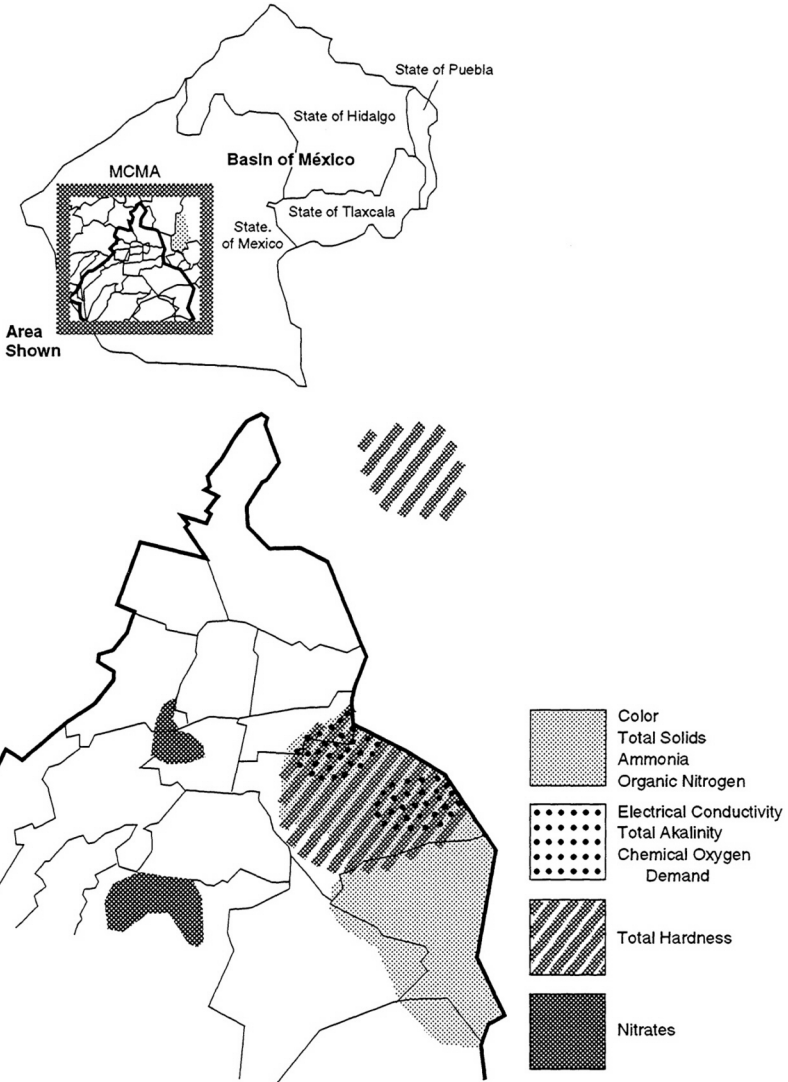 State of Puebla
State of Hidalgo
Basin of México
MCMA
State of Tlaxcala
State.
of Mexico
Area
Shown
Color
Total Solids
Ammonia
Organic Nitrogen
Electrical Conductivity
Total Akalinity
Chemical Oxygen
Demand
Total Hardness
Nitrates